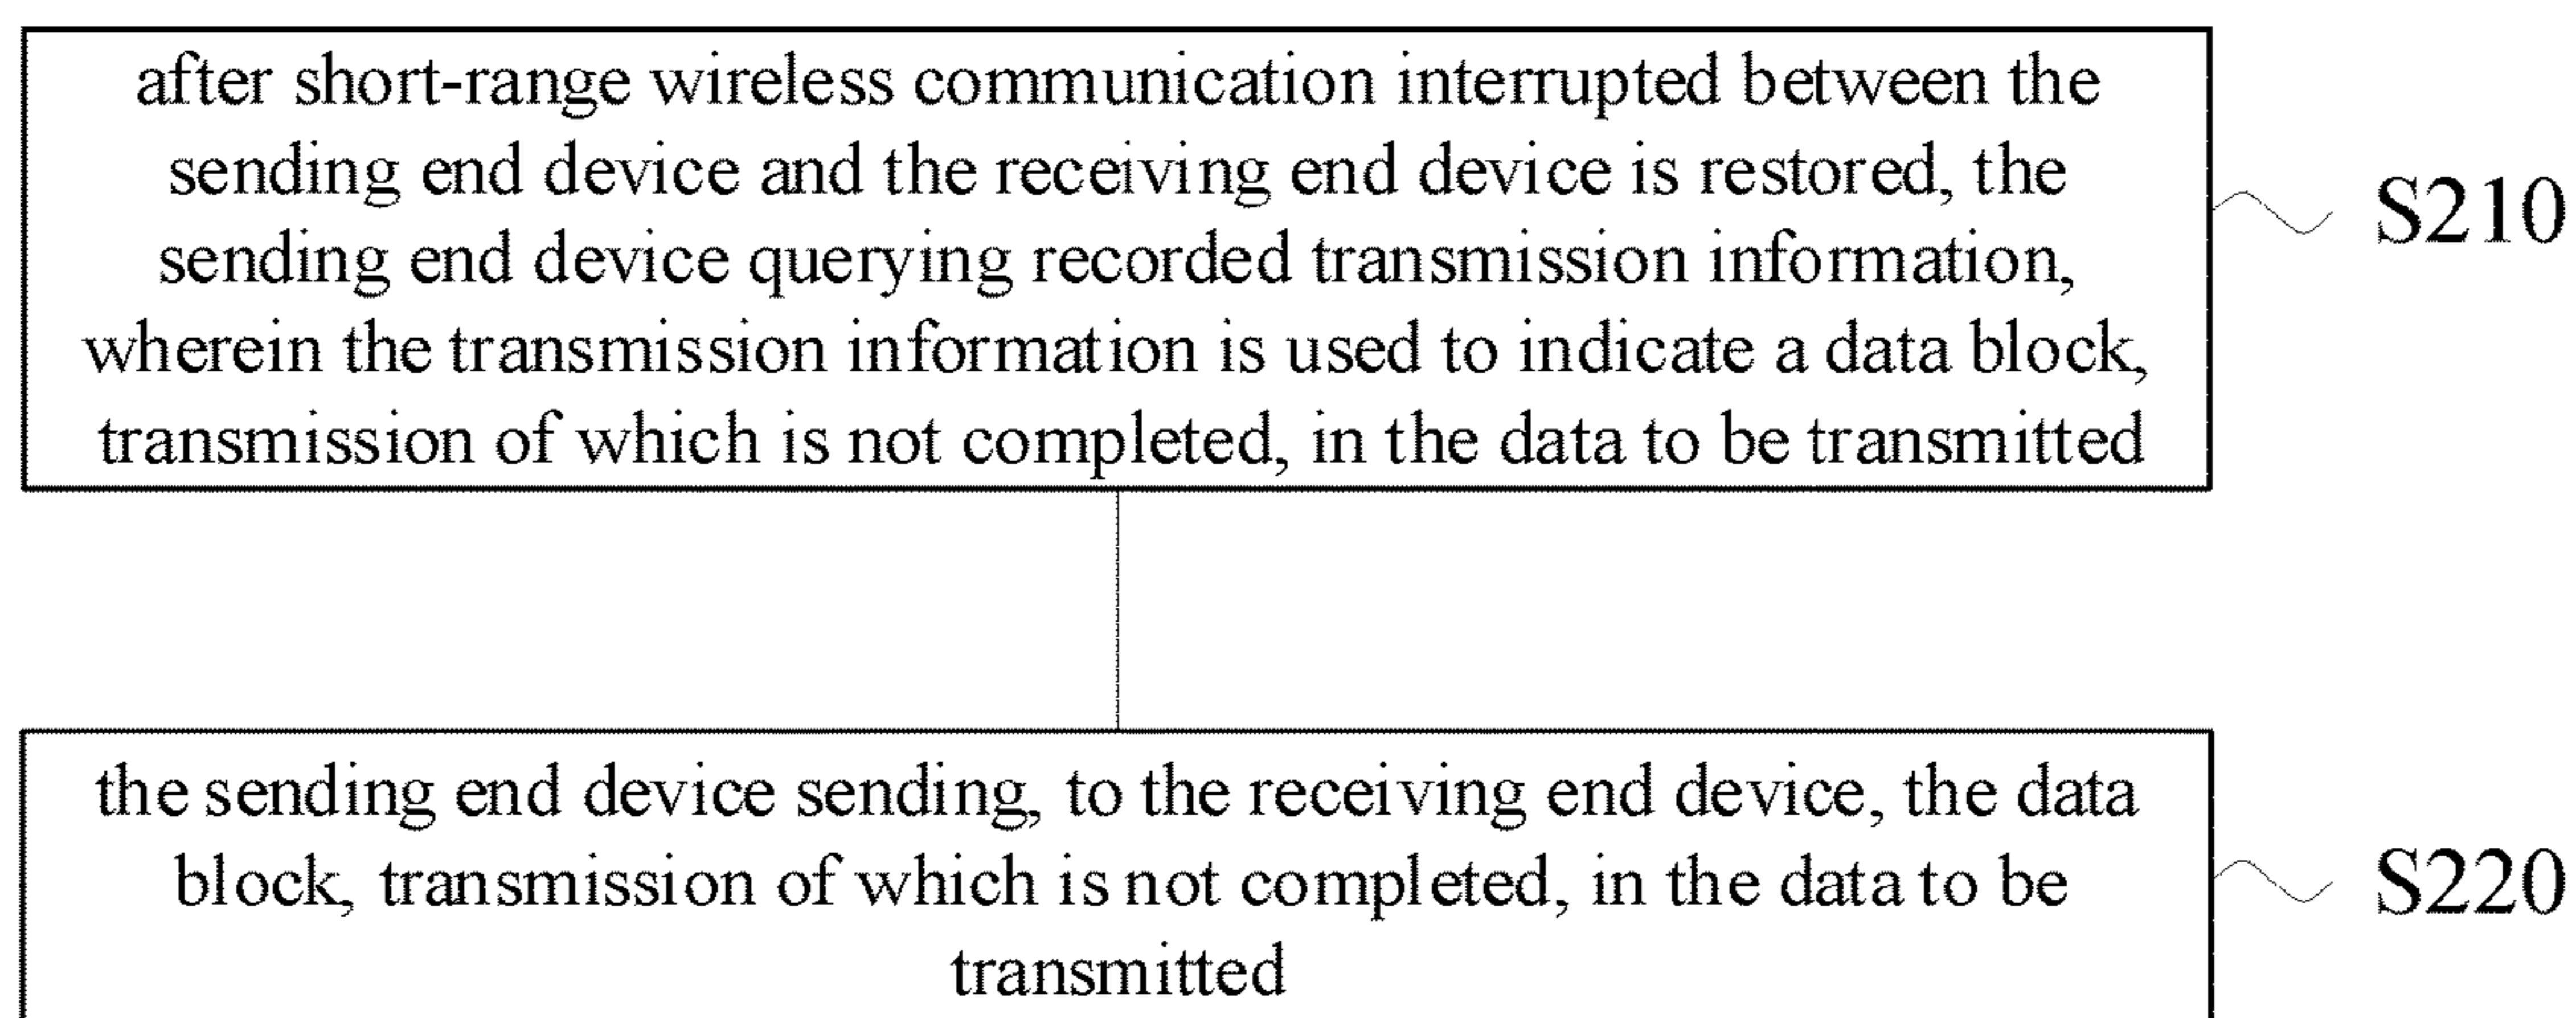 after short-range wireless communication interrupted between the
sending end device and the receiving end device is restored, the
sending end device querying recorded transmission information,
wherein the transmission information is used to indicate a data block,
transmission of which is not completed, in the data to be transmitted
S210
the sending end device sending, to the receiving end device, the data
block, transmission of which is not completed, in the data to be
transmitted
S220